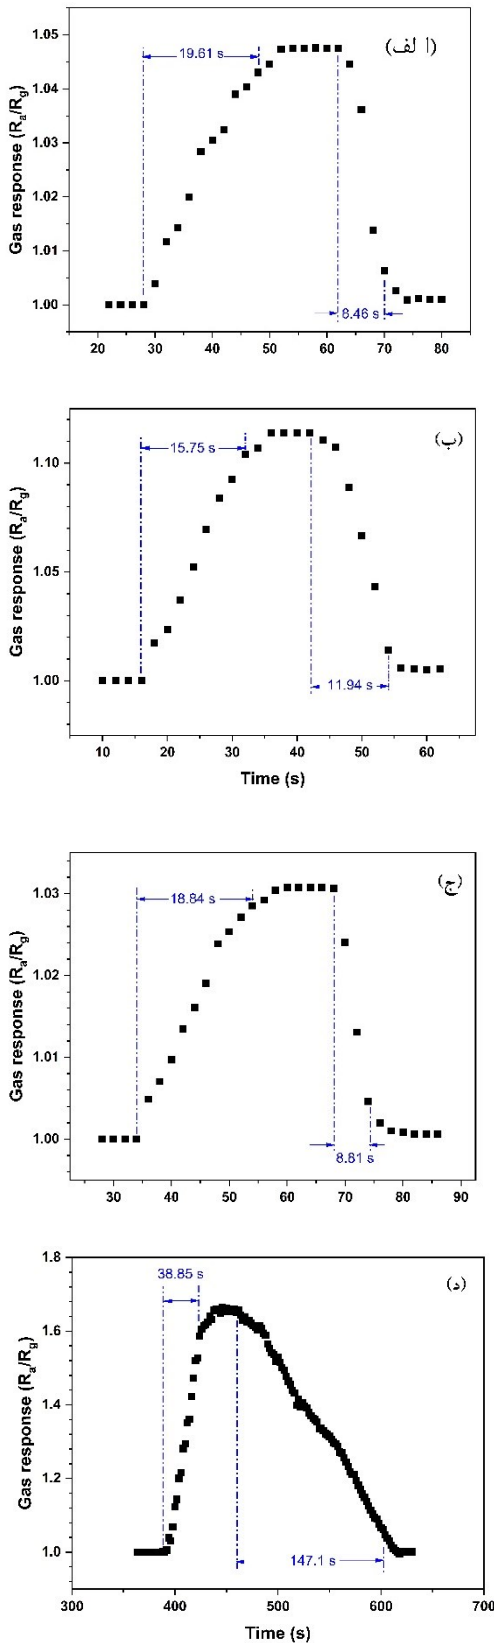 (ا لف)
1.05
1.04
1.03
1.02
1.01
1.00
Gas response (Ra/Rg)
19.61 s
8.46 s
20 30 40 50 60 70 80
(ب)
1.10
1.05
1.00
Gas response (Ra/Rg)
15.75 s
11.94 s
10 20 30 40 50 60
Time (s)
(ج)
1.03
1.02
1.01
1.00
Gas response (Ra/Rg)
18.84 s
8.61 s
30 40 50 60 70 80 90
(د)
1.8
1.6
1.4
1.2
1.0
Gas response (Ra/Rg)
38.85 s
147.1 s
300 400 500 600 700
Time (s)